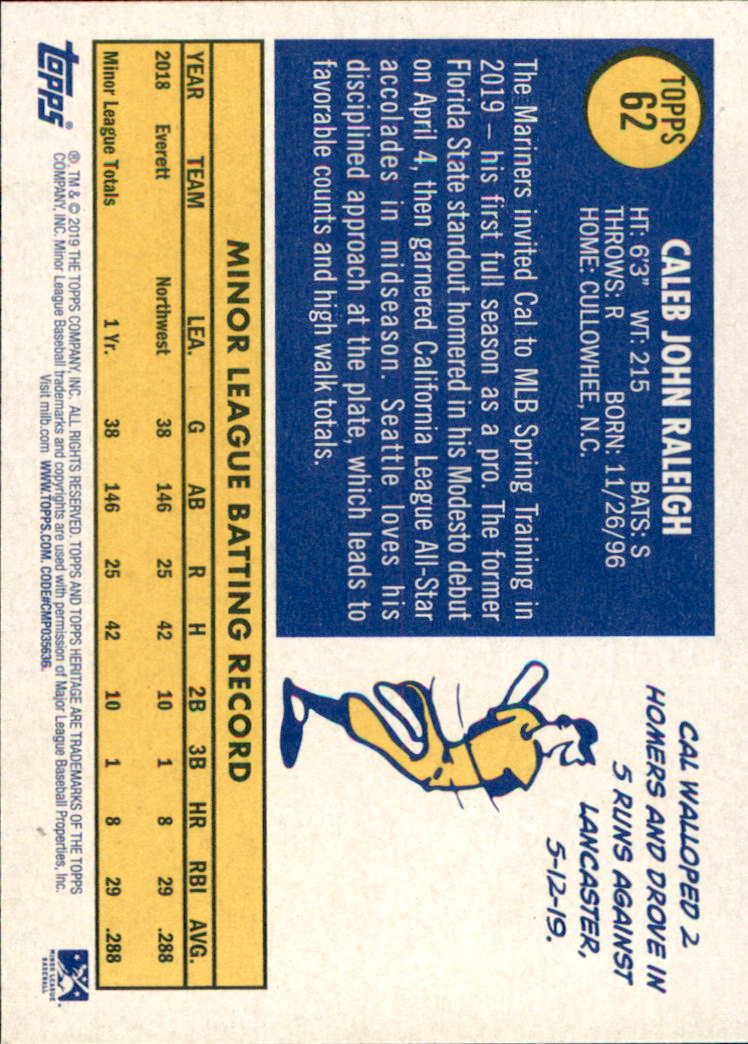 TOPPS
62
CALEB JOHN RALEIGH
HT: 6'3" WT: 215 BATS: S
THROWS: R BORN: 11/26/96
HOME: CULLOWHEE, N.C.
The Mariners invited Cal to MLB Spring Training in
2019 – his first full season as a pro. The former
Florida State standout homered in his Modesto debut
on April 4, then garnered California League All-Star
accolades in midseason. Seattle loves his
disciplined approach at the plate, which leads to
favorable counts and high walk totals.
CAL WALLOPED 2
HOMERS AND DROVE IN
5 RUNS AGAINST
LANCASTER,
5-12-19.
MINOR LEAGUE BATTING RECORD
YEAR TEAM LEA. G AB R H 2B 3B HR RBI AVG.
2018 Everett Northwest 38 146 25 42 10 1 8 29 .288
Minor League Totals 1 Yr. 38 146 25 42 10 1 8 29 .288
topps®
®, TM & © 2019 THE TOPPS COMPANY, INC. ALL RIGHTS RESERVED. TOPPS AND TOPPS HERITAGE ARE TRADEMARKS OF THE TOPPS
COMPANY, INC. Minor League Baseball trademarks and copyrights are used with permission of Major League Baseball Properties, Inc.
Visit milb.com WWW.TOPPS.COM. CODE#CMP035636.
MINOR LEAGUE
BASEBALL